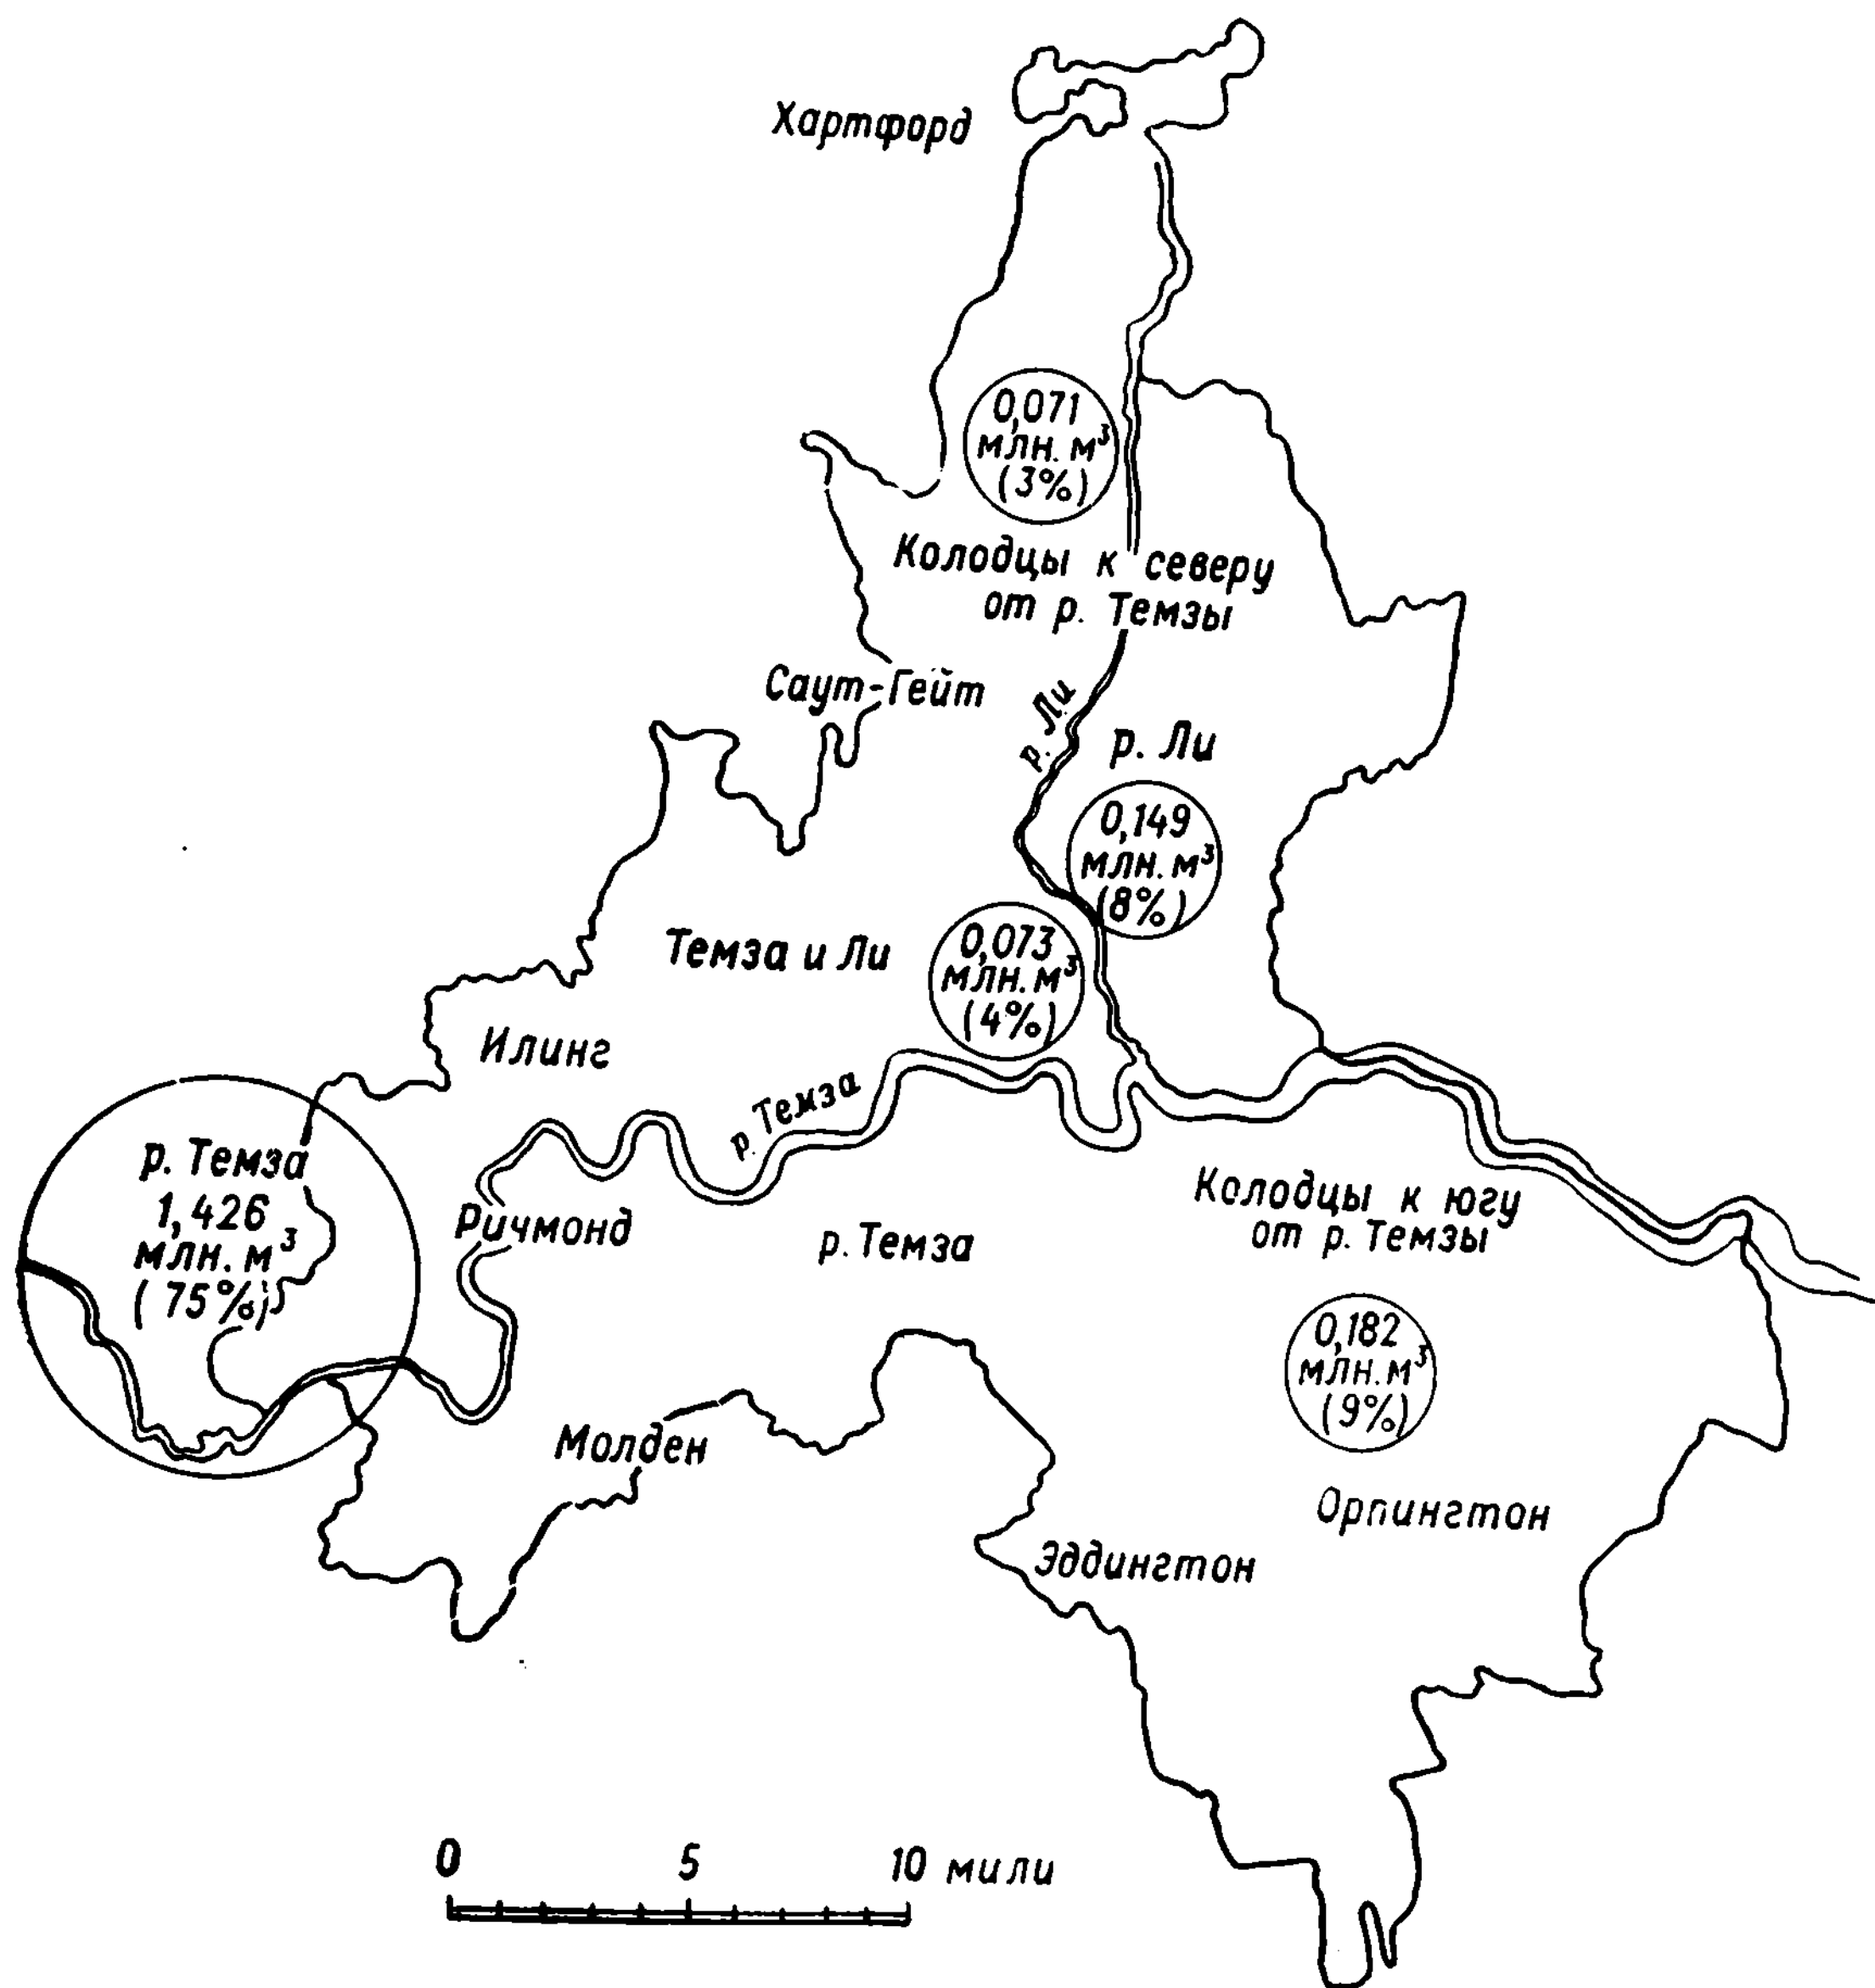 Хартфорд
0,071
млн. м³
(3%)
Колодцы к северу
от р. Темзы
Саут-Гейт
р. Ли
р. Ли
0,149
млн. м³
(8%)
Темза и Ли
0,073
млн. м³
(4%)
Илинг
р. Темза
р. Темза
1,426
млн. м³
(75%)
Ричмонд
р. Темза
Колодцы к югу
от р. Темзы
0,182
млн. м³
(9%)
Молден
Орпингтон
Эддингтон
0 5 10 мили